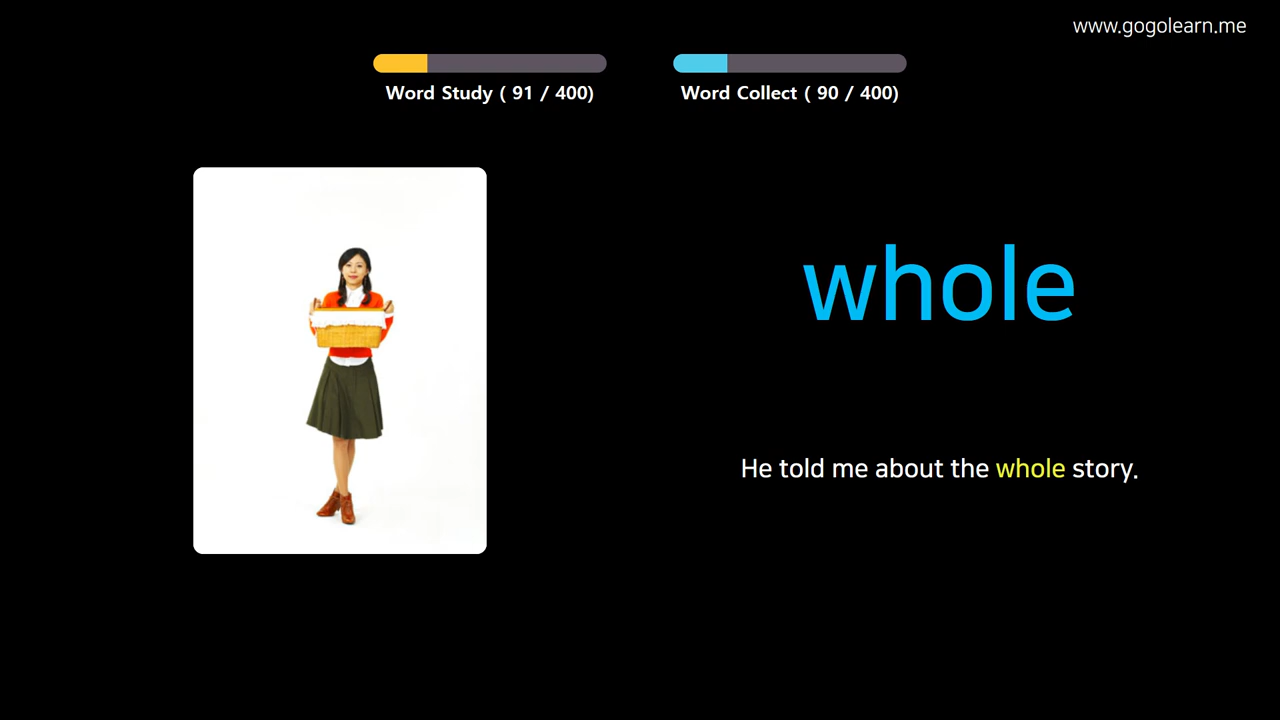 www.gogolearn.me
Word Study ( 91 / 400)
Word Collect ( 90 / 400)
whole
He told me about the whole story.